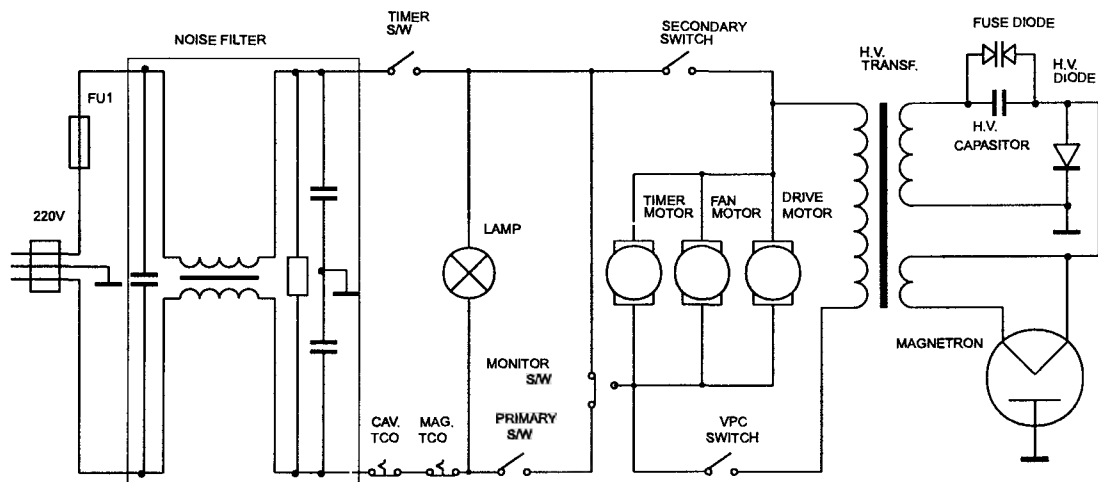 TIMER
S/W
NOISE FILTER
SECONDARY
SWITCH
FUSE DIODE
H.V.
TRANSF.
H.V.
DIODE
FU1
H.V.
CAPASITOR
220V
TIMER
MOTOR
FAN
MOTOR
DRIVE
MOTOR
LAMP
MONITOR
S/W
MAGNETRON
CAV.
TCO
MAG.
TCO
PRIMARY
S/W
VPC
SWITCH